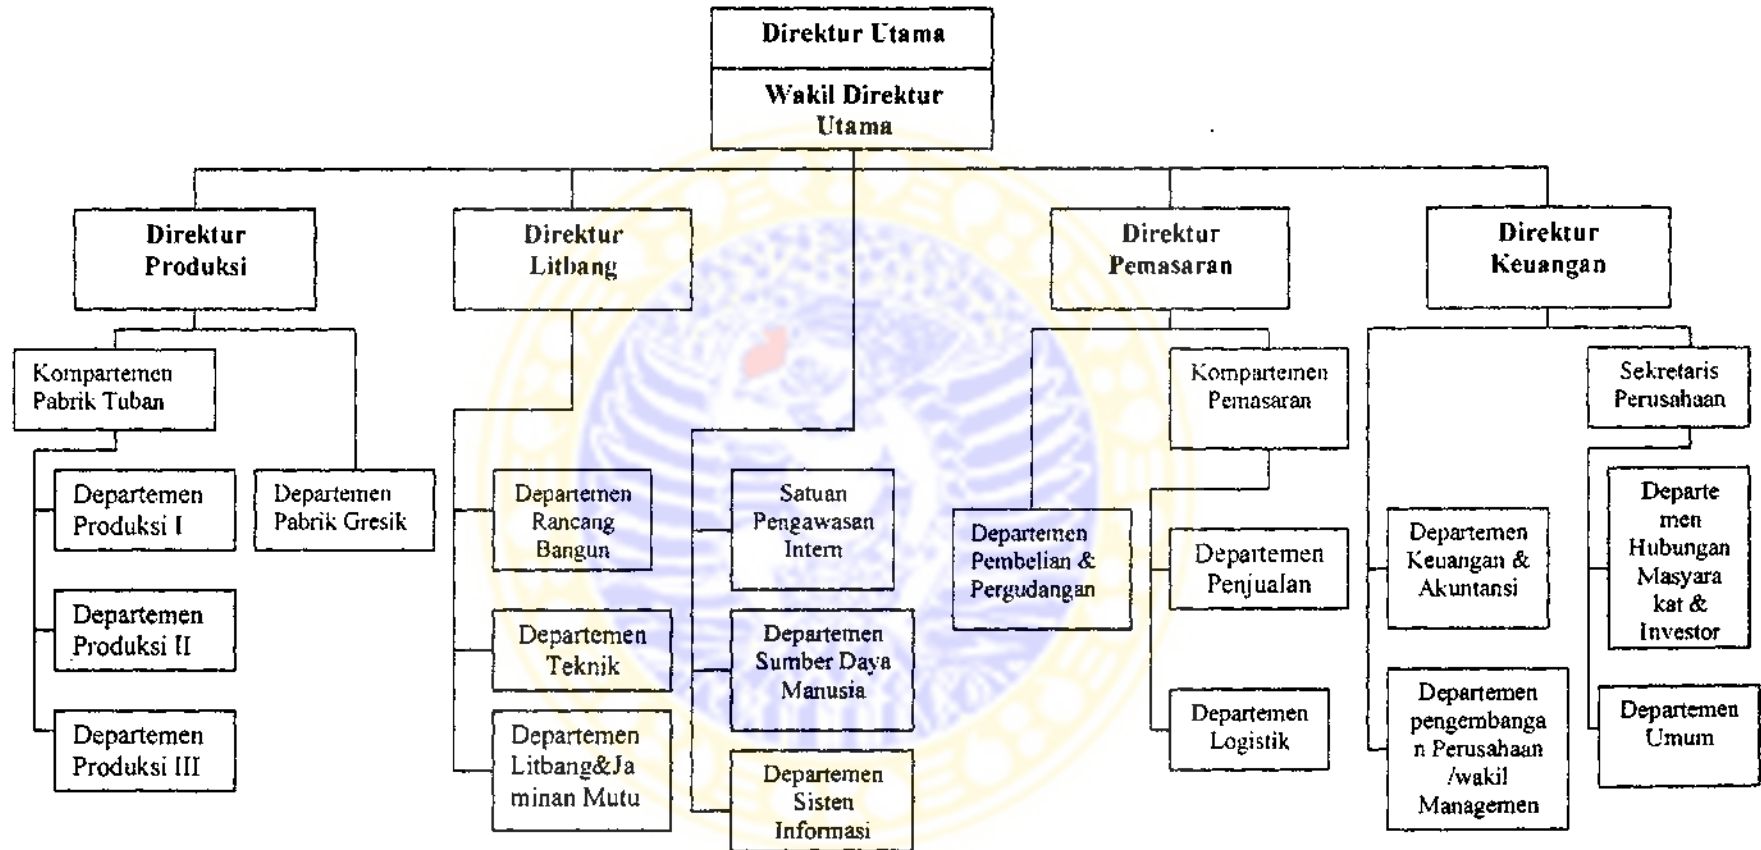 Direktur Utama
Wakil Direktur
Utama
Direktur
Produksi
Direktur
Litbang
Direktur
Pemasaran
Direktur
Keuangan
Kompartemen
Pabrik Tuban
Departemen
Produksi I
Departemen
Produksi II
Departemen
Produksi III
Departemen
Pabrik Gresik
Departemen
Rancang
Bangun
Departemen
Teknik
Departemen
Litbang&Ja
minan Mutu
Satuan
Pengawasan
Intern
Departemen
Sumber Daya
Manusia
Departemen
Sisten
Informasi
Departemen
Pembelian &
Pergudangan
Kompartemen
Pemasaran
Departemen
Penjualan
Departemen
Logistik
Departemen
Keuangan &
Akuntansi
Departemen
pengembanga
n Perusahaan
/wakil
Managemen
Sekretaris
Perusahaan
Departe
men
Hubungan
Masyara
kat &
Investor
Departemen
Umum